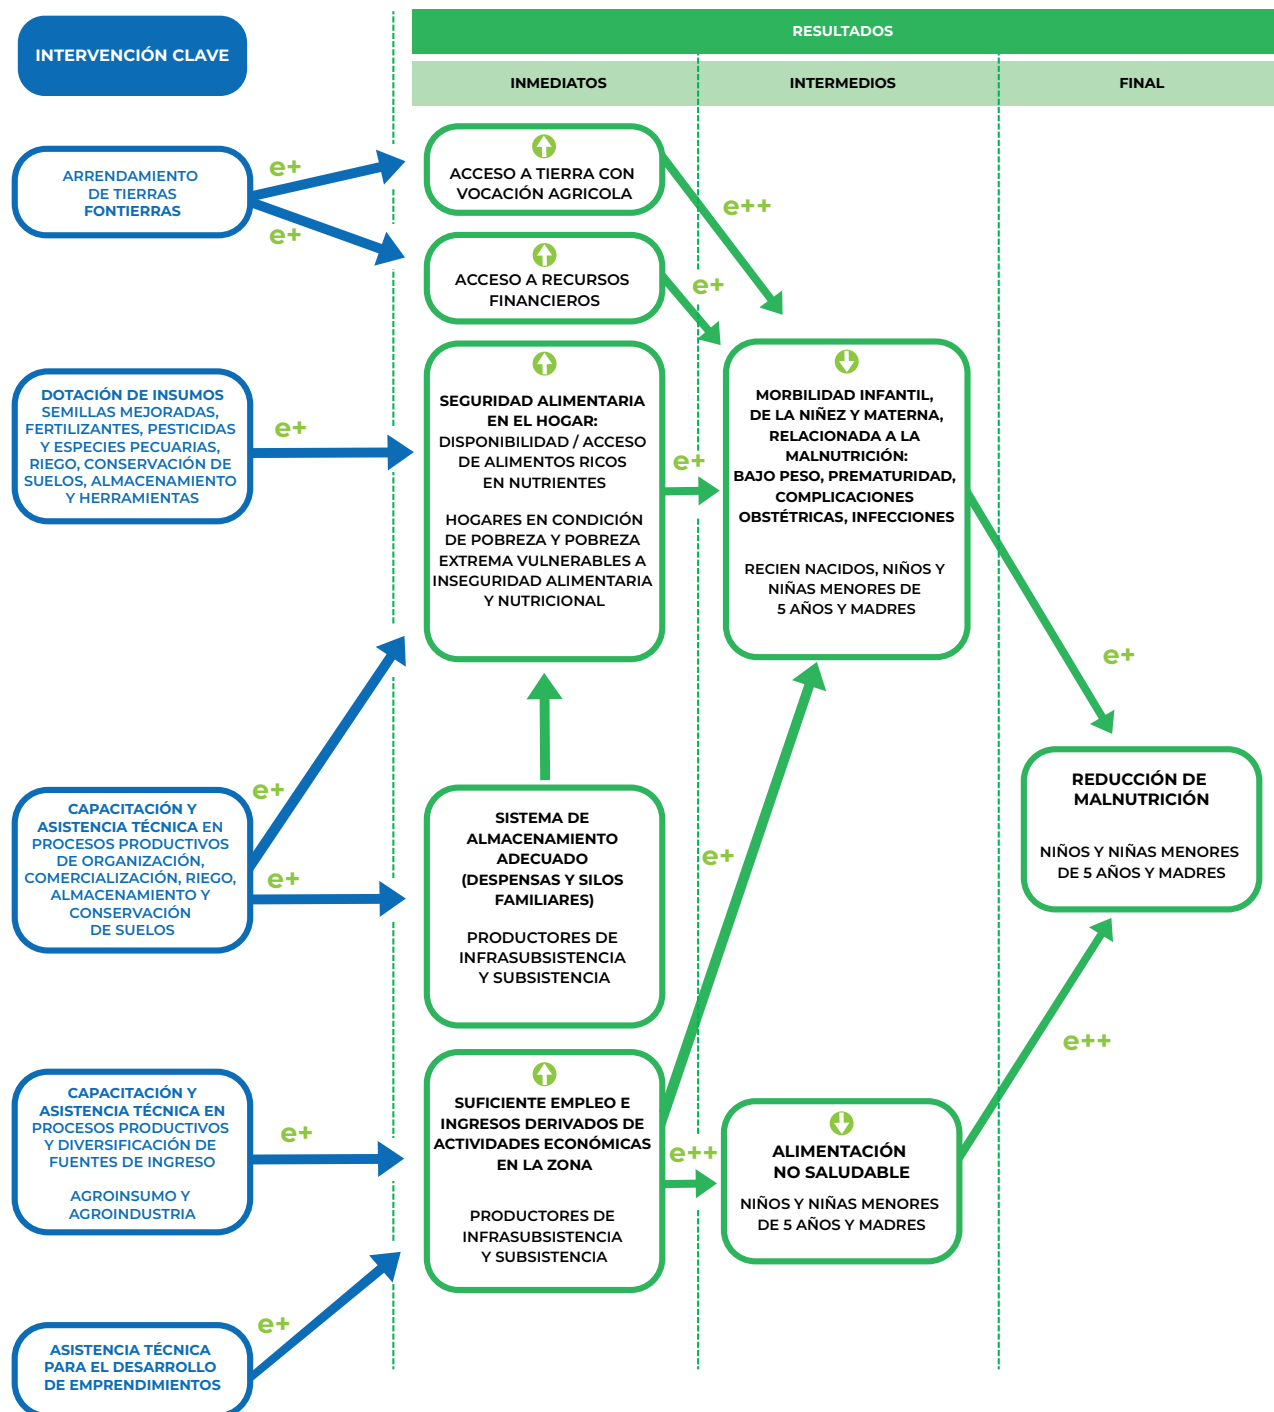 INTERVENCIÓN CLAVE
RESULTADOS
INMEDIATOS
INTERMEDIOS
FINAL
ARRENDAMIENTO
DE TIERRAS
FONTIERRAS
e+
e+
ACCESO A TIERRA CON
VOCACIÓN AGRICOLA
e++
ACCESO A RECURSOS
FINANCIEROS
e+
DOTACIÓN DE INSUMOS
SEMILLAS MEJORADAS,
FERTILIZANTES, PESTICIDAS
Y ESPECIES PECUARIAS,
RIEGO, CONSERVACIÓN DE
SUELOS, ALMACENAMIENTO
Y HERRAMIENTAS
e+
SEGURIDAD ALIMENTARIA
EN EL HOGAR:
DISPONIBILIDAD / ACCESO
DE ALIMENTOS RICOS
EN NUTRIENTES
HOGARES EN CONDICIÓN
DE POBREZA Y POBREZA
EXTREMA VULNERABLES A
INSEGURIDAD ALIMENTARIA
Y NUTRICIONAL
e+
MORBILIDAD INFANTIL,
DE LA NIÑEZ Y MATERNA,
RELACIONADA A LA
MALNUTRICIÓN:
BAJO PESO, PREMATURIDAD,
COMPLICACIONES
OBSTÉTRICAS, INFECCIONES
RECIEN NACIDOS, NIÑOS Y
NIÑAS MENORES DE
5 AÑOS Y MADRES
e+
CAPACITACIÓN Y
ASISTENCIA TÉCNICA EN
PROCESOS PRODUCTIVOS
DE ORGANIZACIÓN,
COMERCIALIZACIÓN, RIEGO,
ALMACENAMIENTO Y
CONSERVACIÓN
DE SUELOS
e+
e+
SISTEMA DE
ALMACENAMIENTO
ADECUADO
(DESPENSAS Y SILOS
FAMILIARES)
PRODUCTORES DE
INFRASUBSISTENCIA
Y SUBSISTENCIA
e+
REDUCCIÓN DE
MALNUTRICIÓN
NIÑOS Y NIÑAS MENORES
DE 5 AÑOS Y MADRES
CAPACITACIÓN Y
ASISTENCIA TÉCNICA EN
PROCESOS PRODUCTIVOS
Y DIVERSIFICACIÓN DE
FUENTES DE INGRESO
AGROINSUMO Y
AGROINDUSTRIA
e+
SUFICIENTE EMPLEO E
INGRESOS DERIVADOS DE
ACTIVIDADES ECONÓMICAS
EN LA ZONA
PRODUCTORES DE
INFRASUBSISTENCIA
Y SUBSISTENCIA
e++
ALIMENTACIÓN
NO SALUDABLE
NIÑOS Y NIÑAS MENORES
DE 5 AÑOS Y MADRES
e++
ASISTENCIA TÉCNICA
PARA EL DESARROLLO
DE EMPRENDIMIENTOS
e+